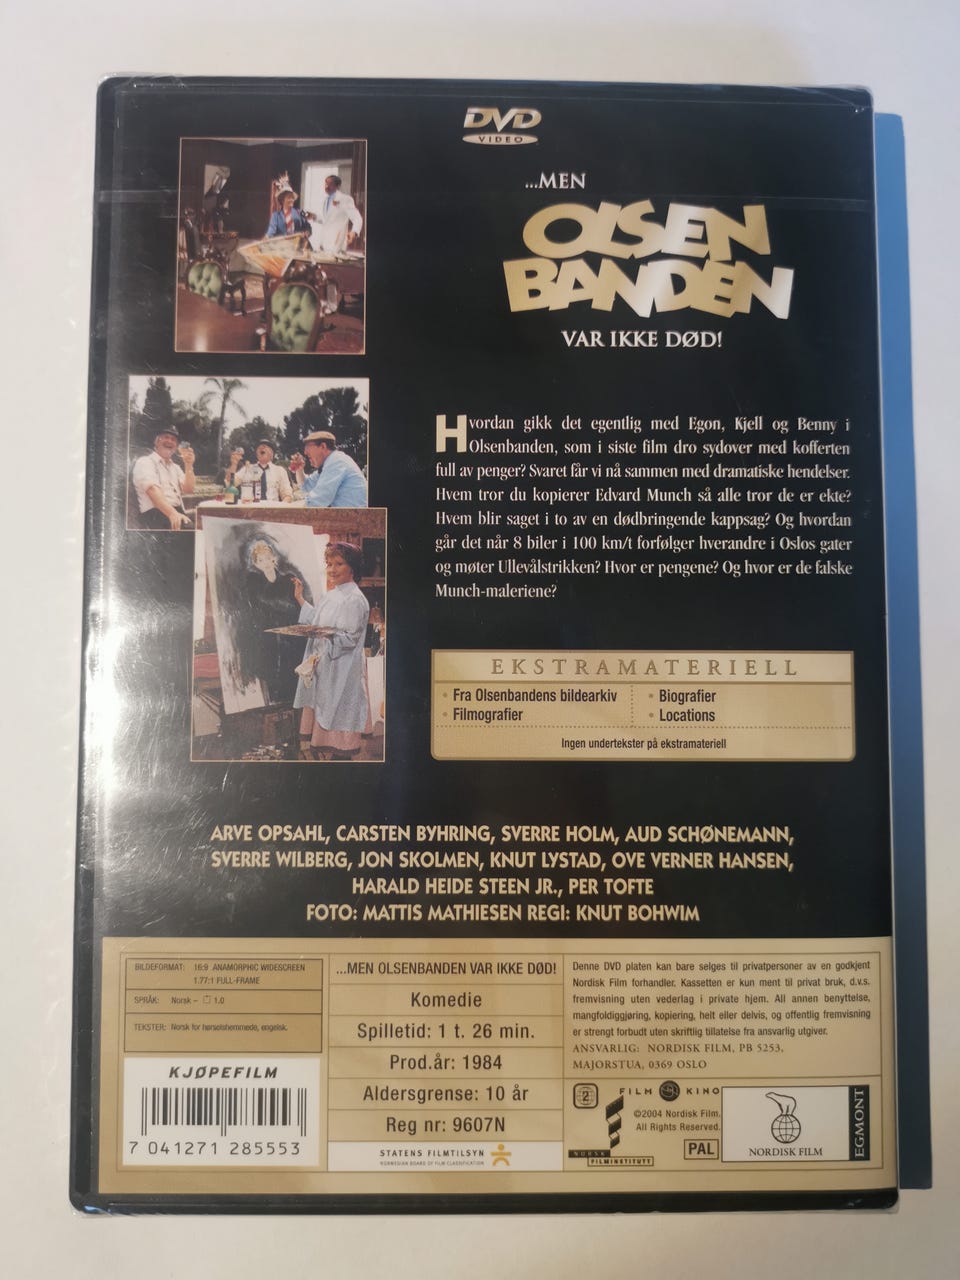 DVD
VIDEO
...MEN
OLSEN
BANDEN
VAR IKKE DØD!
Hvordan gikk det egentlig med Egon, Kjell og Benny i
Olsenbanden, som i siste film dro sydover med kofferten
full av penger? Svaret får vi nå sammen med dramatiske hendelser.
Hvem tror du kopierer Edvard Munch så alle tror de er ekte?
Hvem blir saget i to av en dødbringende kappsag? Og hvordan
går det når 8 biler i 100 km/t forfølger hverandre i Oslos gater
og møter Ullevålstrikken? Hvor er pengene? Og hvor er de falske
Munch-maleriene?
EKSTRAMATERIELL
• Fra Olsenbandens bildearkiv
• Filmografier
• Biografier
• Locations
Ingen undertekster på ekstramateriell
ARVE OPSAHL, CARSTEN BYHRING, SVERRE HOLM, AUD SCHØNEMANN,
SVERRE WILBERG, JON SKOLMEN, KNUT LYSTAD, OVE VERNER HANSEN,
HARALD HEIDE STEEN JR., PER TOFTE
FOTO: MATTIS MATHIESEN REGI: KNUT BOHWIM
BILDEFORMAT: 16:9 ANAMORPHIC WIDESCREEN
1.77:1 FULL-FRAME
SPRÅK: Norsk – 1.0
TEKSTER: Norsk for hørselshemmede, engelsk.
KJØPEFILM
7 041271 285553
...MEN OLSENBANDEN VAR IKKE DØD!
Komedie
Spilletid: 1 t. 26 min.
Prod.år: 1984
Aldersgrense: 10 år
Reg nr: 9607N
STATENS FILMTILSYN
NORWEGIAN BOARD OF FILM CLASSIFICATION
Denne DVD platen kan bare selges til privatpersoner av en godkjent
Nordisk Film forhandler. Kassetten er kun ment til privat bruk, d.v.s.
fremvisning uten vederlag i private hjem. All annen benyttelse,
mangfoldiggjøring, kopiering, helt eller delvis, og offentlig fremvisning
er strengt forbudt uten skriftlig tillatelse fra ansvarlig utgiver.
ANSVARLIG: NORDISK FILM, PB 5253,
MAJORSTUA, 0369 OSLO
2
FILM KINO
©2004 Nordisk Film.
All Rights Reserved.
NORSK
FILMINSTITUTT
PAL
NORDISK FILM
EGMONT